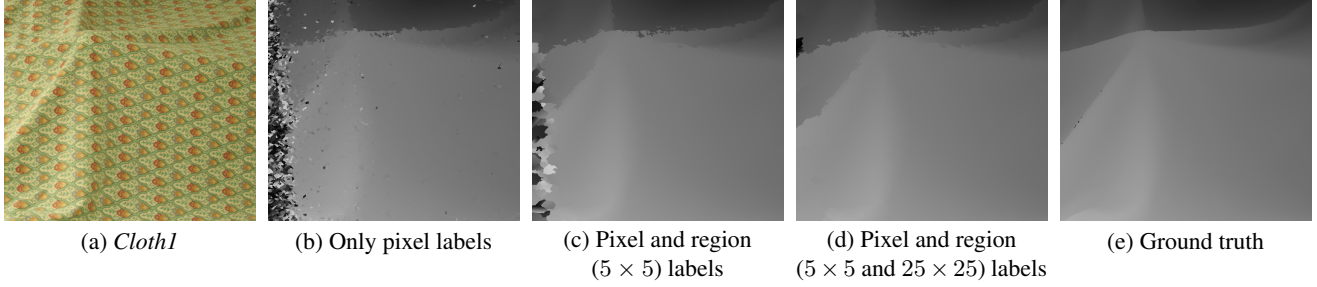 (a) Cloth1
(b) Only pixel labels
(c) Pixel and region
(5 × 5) labels
(d) Pixel and region
(5 × 5 and 25 × 25) labels
(e) Ground truth